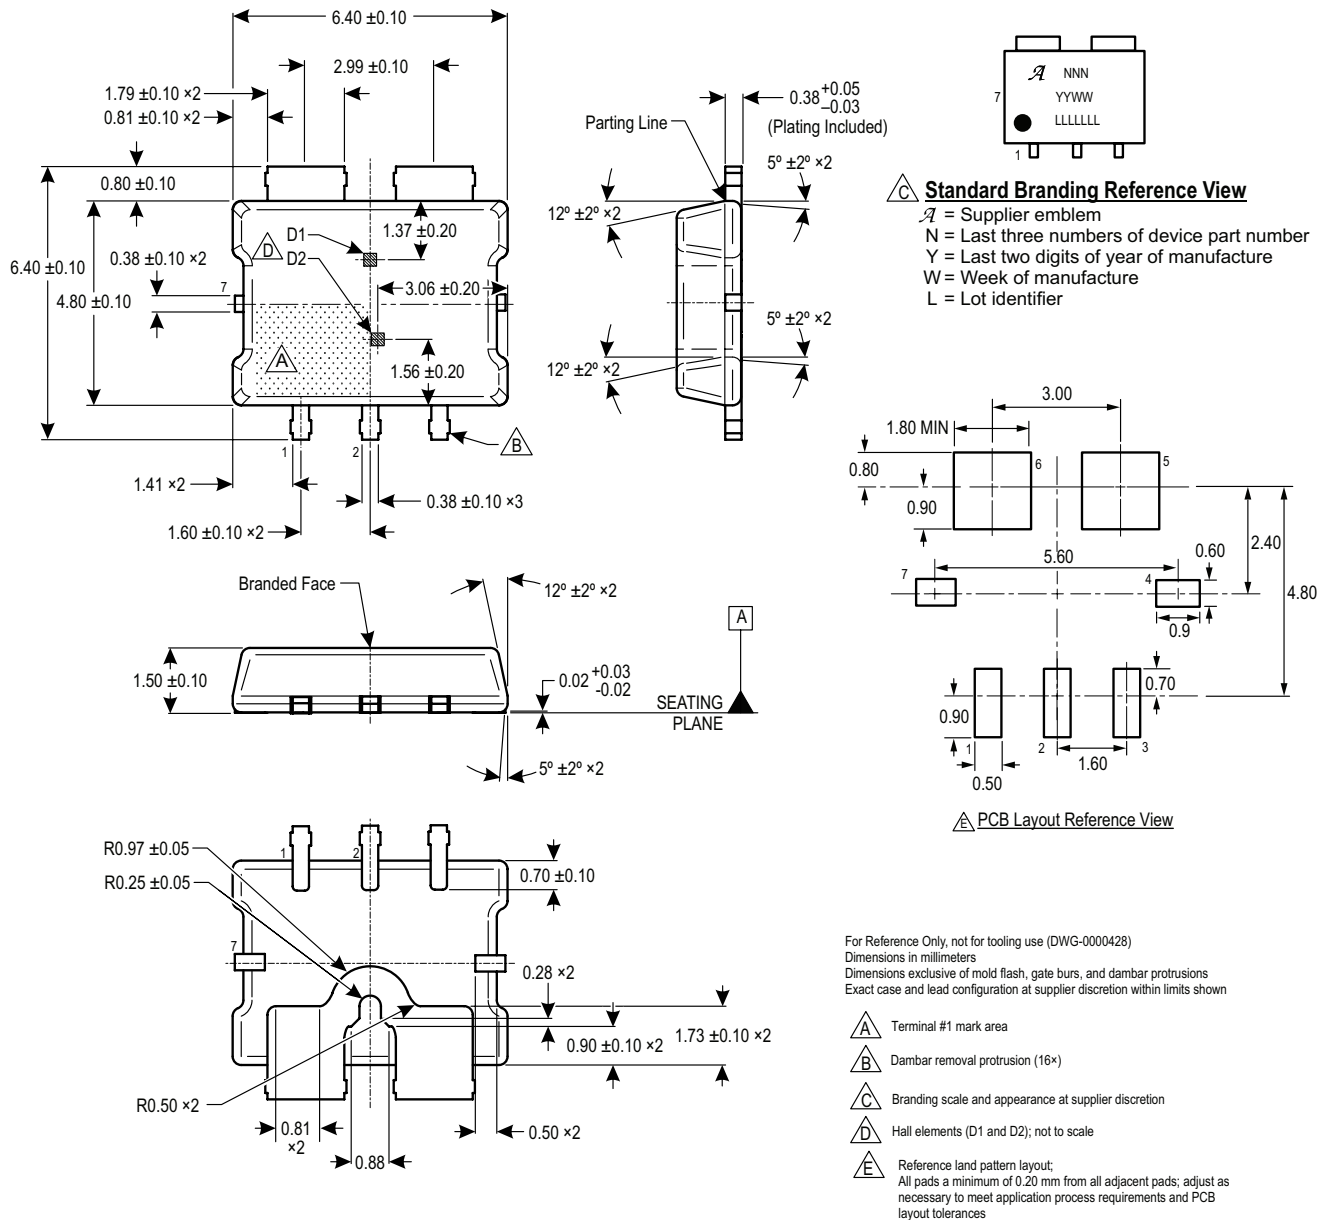 6.40 ±0.10
2.99 ±0.10
1.79 ±0.10 ×2
0.81 ±0.10 ×2
0.80 ±0.10
6.40 ±0.10
4.80 ±0.10
0.38 ±0.10 ×2
7
D
D1
D2
1.37 ±0.20
3.06 ±0.20
1.56 ±0.20
A
B
1
2
1.41 ×2
0.38 ±0.10 ×3
1.60 ±0.10 ×2
Parting Line
0.38 +0.05 –0.03
(Plating Included)
5º ±2º ×2
12º ±2º ×2
5º ±2º ×2
12º ±2º ×2
A NNN
YYWW
LLLLLLL
7
1
C Standard Branding Reference View
A = Supplier emblem
N = Last three numbers of device part number
Y = Last two digits of year of manufacture
W = Week of manufacture
L = Lot identifier
3.00
1.80 MIN
0.80
0.90
6
5
5.60
0.60
2.40
4.80
7
4
0.9
0.70
0.90
1
2
3
1.60
0.50
E PCB Layout Reference View
Branded Face
12º ±2º ×2
1.50 ±0.10
0.02 +0.03 -0.02
A
SEATING
PLANE
5º ±2º ×2
R0.97 ±0.05
R0.25 ±0.05
1
2
7
0.70 ±0.10
0.28 ×2
0.90 ±0.10 ×2
1.73 ±0.10 ×2
R0.50 ×2
0.81
×2
0.88
0.50 ×2
For Reference Only, not for tooling use (DWG-0000428)
Dimensions in millimeters
Dimensions exclusive of mold flash, gate burs, and dambar protrusions
Exact case and lead configuration at supplier discretion within limits shown
A Terminal #1 mark area
B Dambar removal protrusion (16×)
C Branding scale and appearance at supplier discretion
D Hall elements (D1 and D2); not to scale
E Reference land pattern layout;
All pads a minimum of 0.20 mm from all adjacent pads; adjust as
necessary to meet application process requirements and PCB
layout tolerances